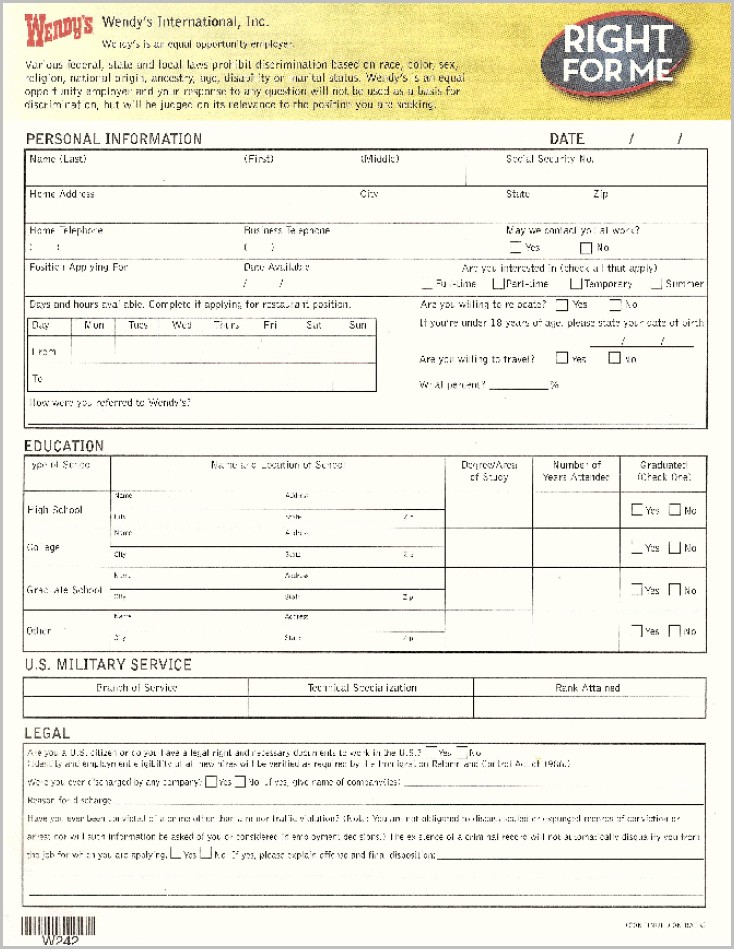 WENDY'S Wendy's International, Inc.
Wendy's is an equal opportunity employer.
Various federal, state and local laws prohibit discrimination based on race, color, sex,
religion, national origin, ancestry, age, disability or marital status. Wendy's is an equal
opportunity employer and your response to any question will not be used as a basis for
discrimination, but will be judged on its relevance to the position you are seeking.
RIGHT
FOR ME
PERSONAL INFORMATION DATE / /
Name (Last) (First) (Middle) Social Security No.
Home Address City State Zip
Home Telephone Business Telephone May we contact you at work?
( ) ( ) Yes No
Position Applying For Date Available Are you interested in (check all that apply)
/ / Full-time Part-time Temporary Summer
Days and hours available. Complete if applying for restaurant position. Are you willing to relocate? Yes No
Day Mon Tues Wed Thurs Fri Sat Sun If you're under 18 years of age, please state your date of birth
From / /
Are you willing to travel? Yes No
To What percent? %
How were you referred to Wendy's?
EDUCATION
Type of School Name and Location of School Degree/Area of Study Number of Years Attended Graduated (Check One)
Name Address
High School Yes No
City State Zip
Name Address
College Yes No
City State Zip
Name Address
Graduate School Yes No
City State Zip
Name Address
Other Yes No
City State Zip
U.S. MILITARY SERVICE
Branch of Service Technical Specialization Rank Attained
LEGAL
Are you a U.S. citizen or do you have a legal right and necessary documents to work in the U.S.? Yes No
(Identity and employment eligibility of all new hires will be verified as required by the Immigration Reform and Control Act of 1986.)
Were you ever discharged by any company? Yes No If yes, give name of company(ies)
Reason for discharge
Have you ever been convicted of a crime other than a minor traffic violation? (Note: You are not obligated to disclose sealed or expunged records of conviction or
arrest nor will such information be asked of you or considered in employment decisions.) The existence of a criminal record will not automatically disqualify you from
the job for which you are applying. Yes No If yes, please explain offense and final disposition:
W242